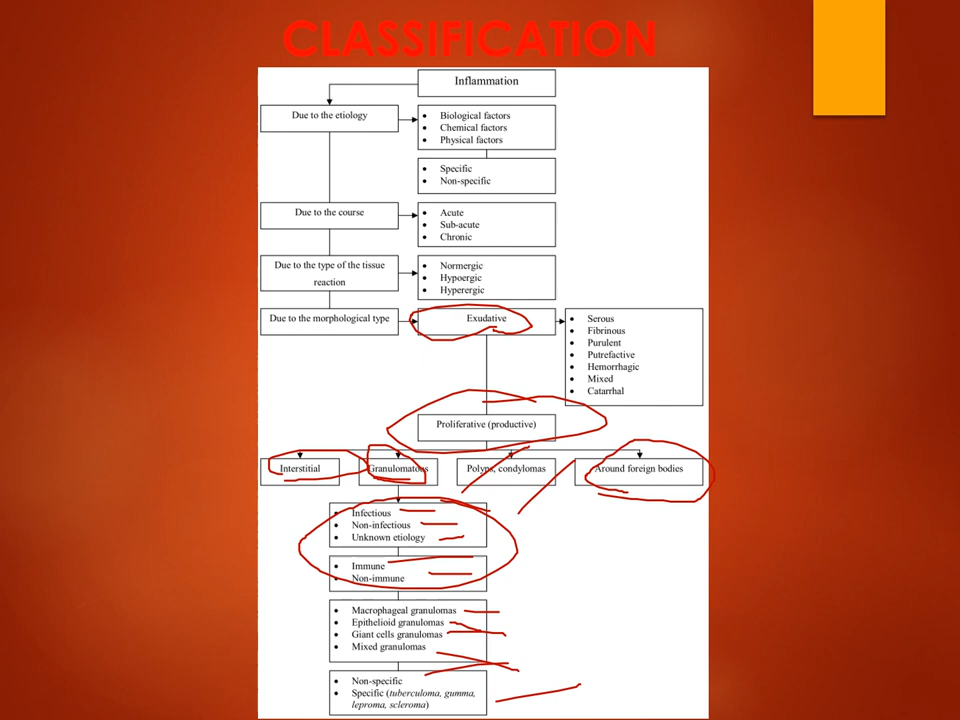 CLASSIFICATION
Inflammation
Due to the etiology
Biological factors
Chemical factors
Physical factors
Specific
Non-specific
Due to the course
Acute
Sub-acute
Chronic
Due to the type of the tissue
reaction
Normergic
Hypoergic
Hyperergic
Due to the morphological type
Exudative
Serous
Fibrinous
Purulent
Putrefactive
Hemorrhagic
Mixed
Catarrhal
Proliferative (productive)
Interstitial
Granulomatous
Polyps, condylomas
Around foreign bodies
Infectious
Non-infectious
Unknown etiology
Immune
Non-immune
Macrophageal granulomas
Epithelioid granulomas
Giant cells granulomas
Mixed granulomas
Non-specific
Specific (tuberculoma, gumma,
leproma, scleroma)